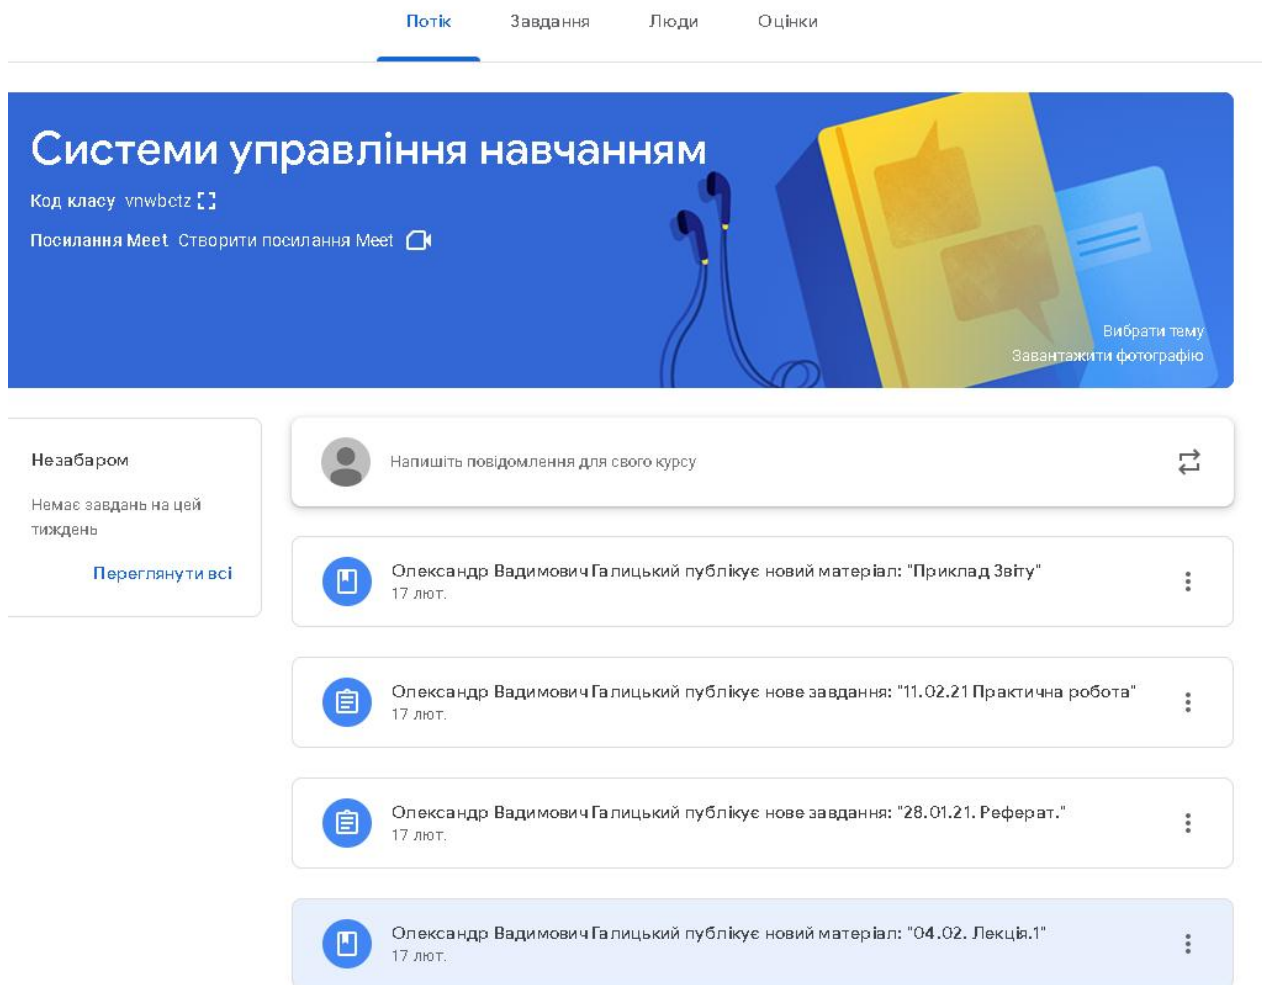 Потік Завдання Люди Оцінки
Системи управління навчанням
Код класу vnwbctz
Посилання Meet Створити посилання Meet
Вибрати тему
Завантажити фотографію
Незабаром
Немає завдань на цей
тиждень
Переглянути всі
Напишіть повідомлення для свого курсу
Олександр Вадимович Галицький публікує новий матеріал: "Приклад Звіту"
17 лют.
Олександр Вадимович Галицький публікує нове завдання: "11.02.21 Практична робота"
17 лют.
Олександр Вадимович Галицький публікує нове завдання: "28.01.21. Реферат."
17 лют.
Олександр Вадимович Галицький публікує новий матеріал: "04.02. Лекція.1"
17 лют.